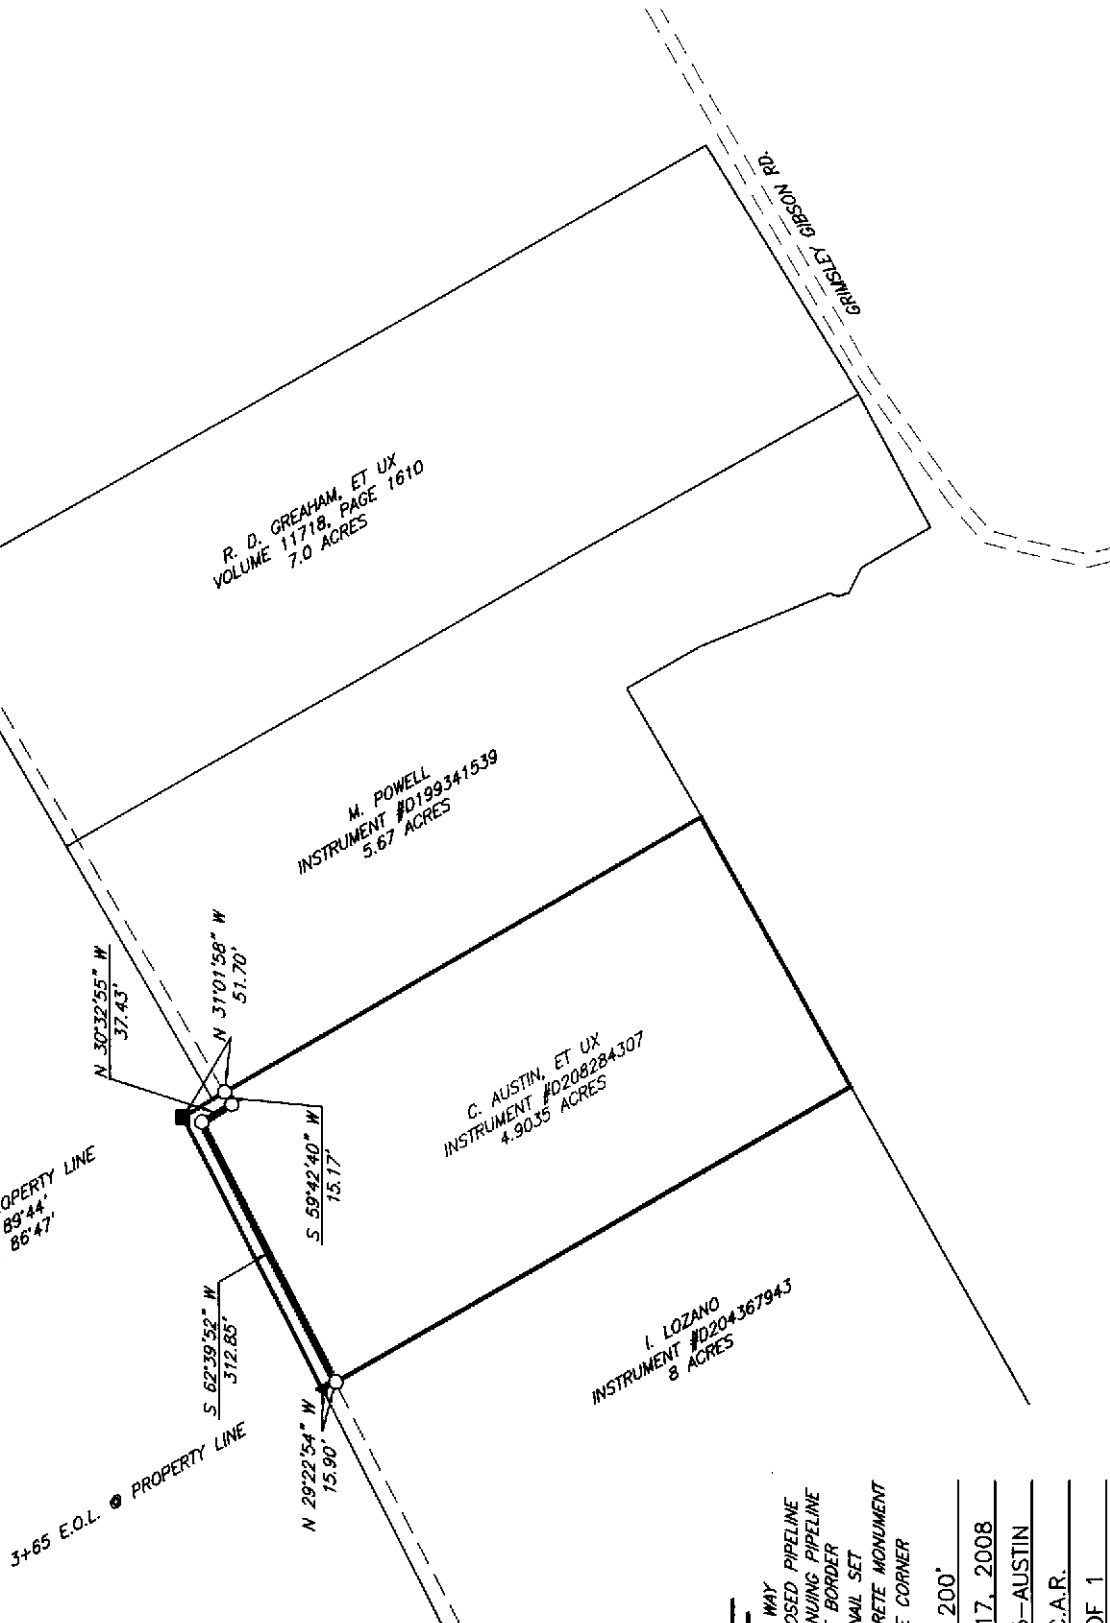 GRIMSLEY GIBSON RD.
R. D. GREAHAM, ET UX
VOLUME 11718, PAGE 1610
7.0 ACRES
M. POWELL
INSTRUMENT #D199341539
5.67 ACRES
N 30°32'55" W
37.43'
N 31°01'58" W
51.70'
C. AUSTIN, ET UX
INSTRUMENT #D208284307
4.9035 ACRES
S 59°42'40" W
15.17'
OPERTY LINE
89°44'
86°47'
S 62°39'52" W
312.85'
I. LOZANO
INSTRUMENT #D204367943
8 ACRES
N 29°22'54" W
15.90'
3+65 E.O.L. @ PROPERTY LINE
WAY
OSED PIPELINE
NUING PIPELINE
BORDER
NAIL SET
RETE MONUMENT
E CORNER
200'
17, 2008
-AUSTIN
.A.R.
OF 1